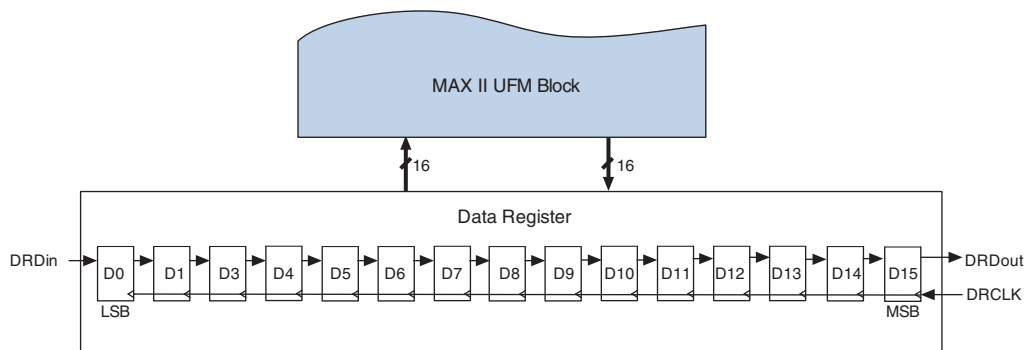 MAX II UFM Block
16 16
Data Register
DRDin D0 D1 D3 D4 D5 D6 D7 D8 D9 D10 D11 D12 D13 D14 D15 DRDout
DRCLK
LSB MSB